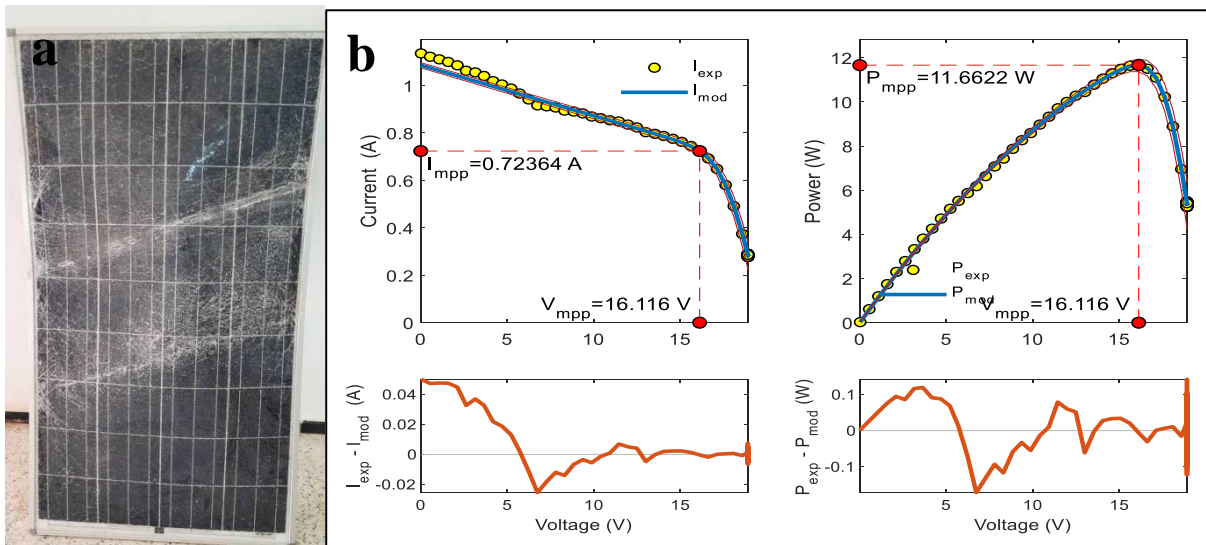 a
b
I_exp
I_mod
I_mpp=0.72364 A
V_mpp=16.116 V
Current (A)
1
0.8
0.6
0.4
0.2
0
0
5
10
15
P_mpp=11.6622 W
P_exp
P_mod
V_mpp=16.116 V
Power (W)
12
10
8
6
4
2
0
0
5
10
15
I_exp - I_mod (A)
0.04
0.02
0
-0.02
0
5
10
15
Voltage (V)
P_exp - P_mod (W)
0.1
0
-0.1
0
5
10
15
Voltage (V)